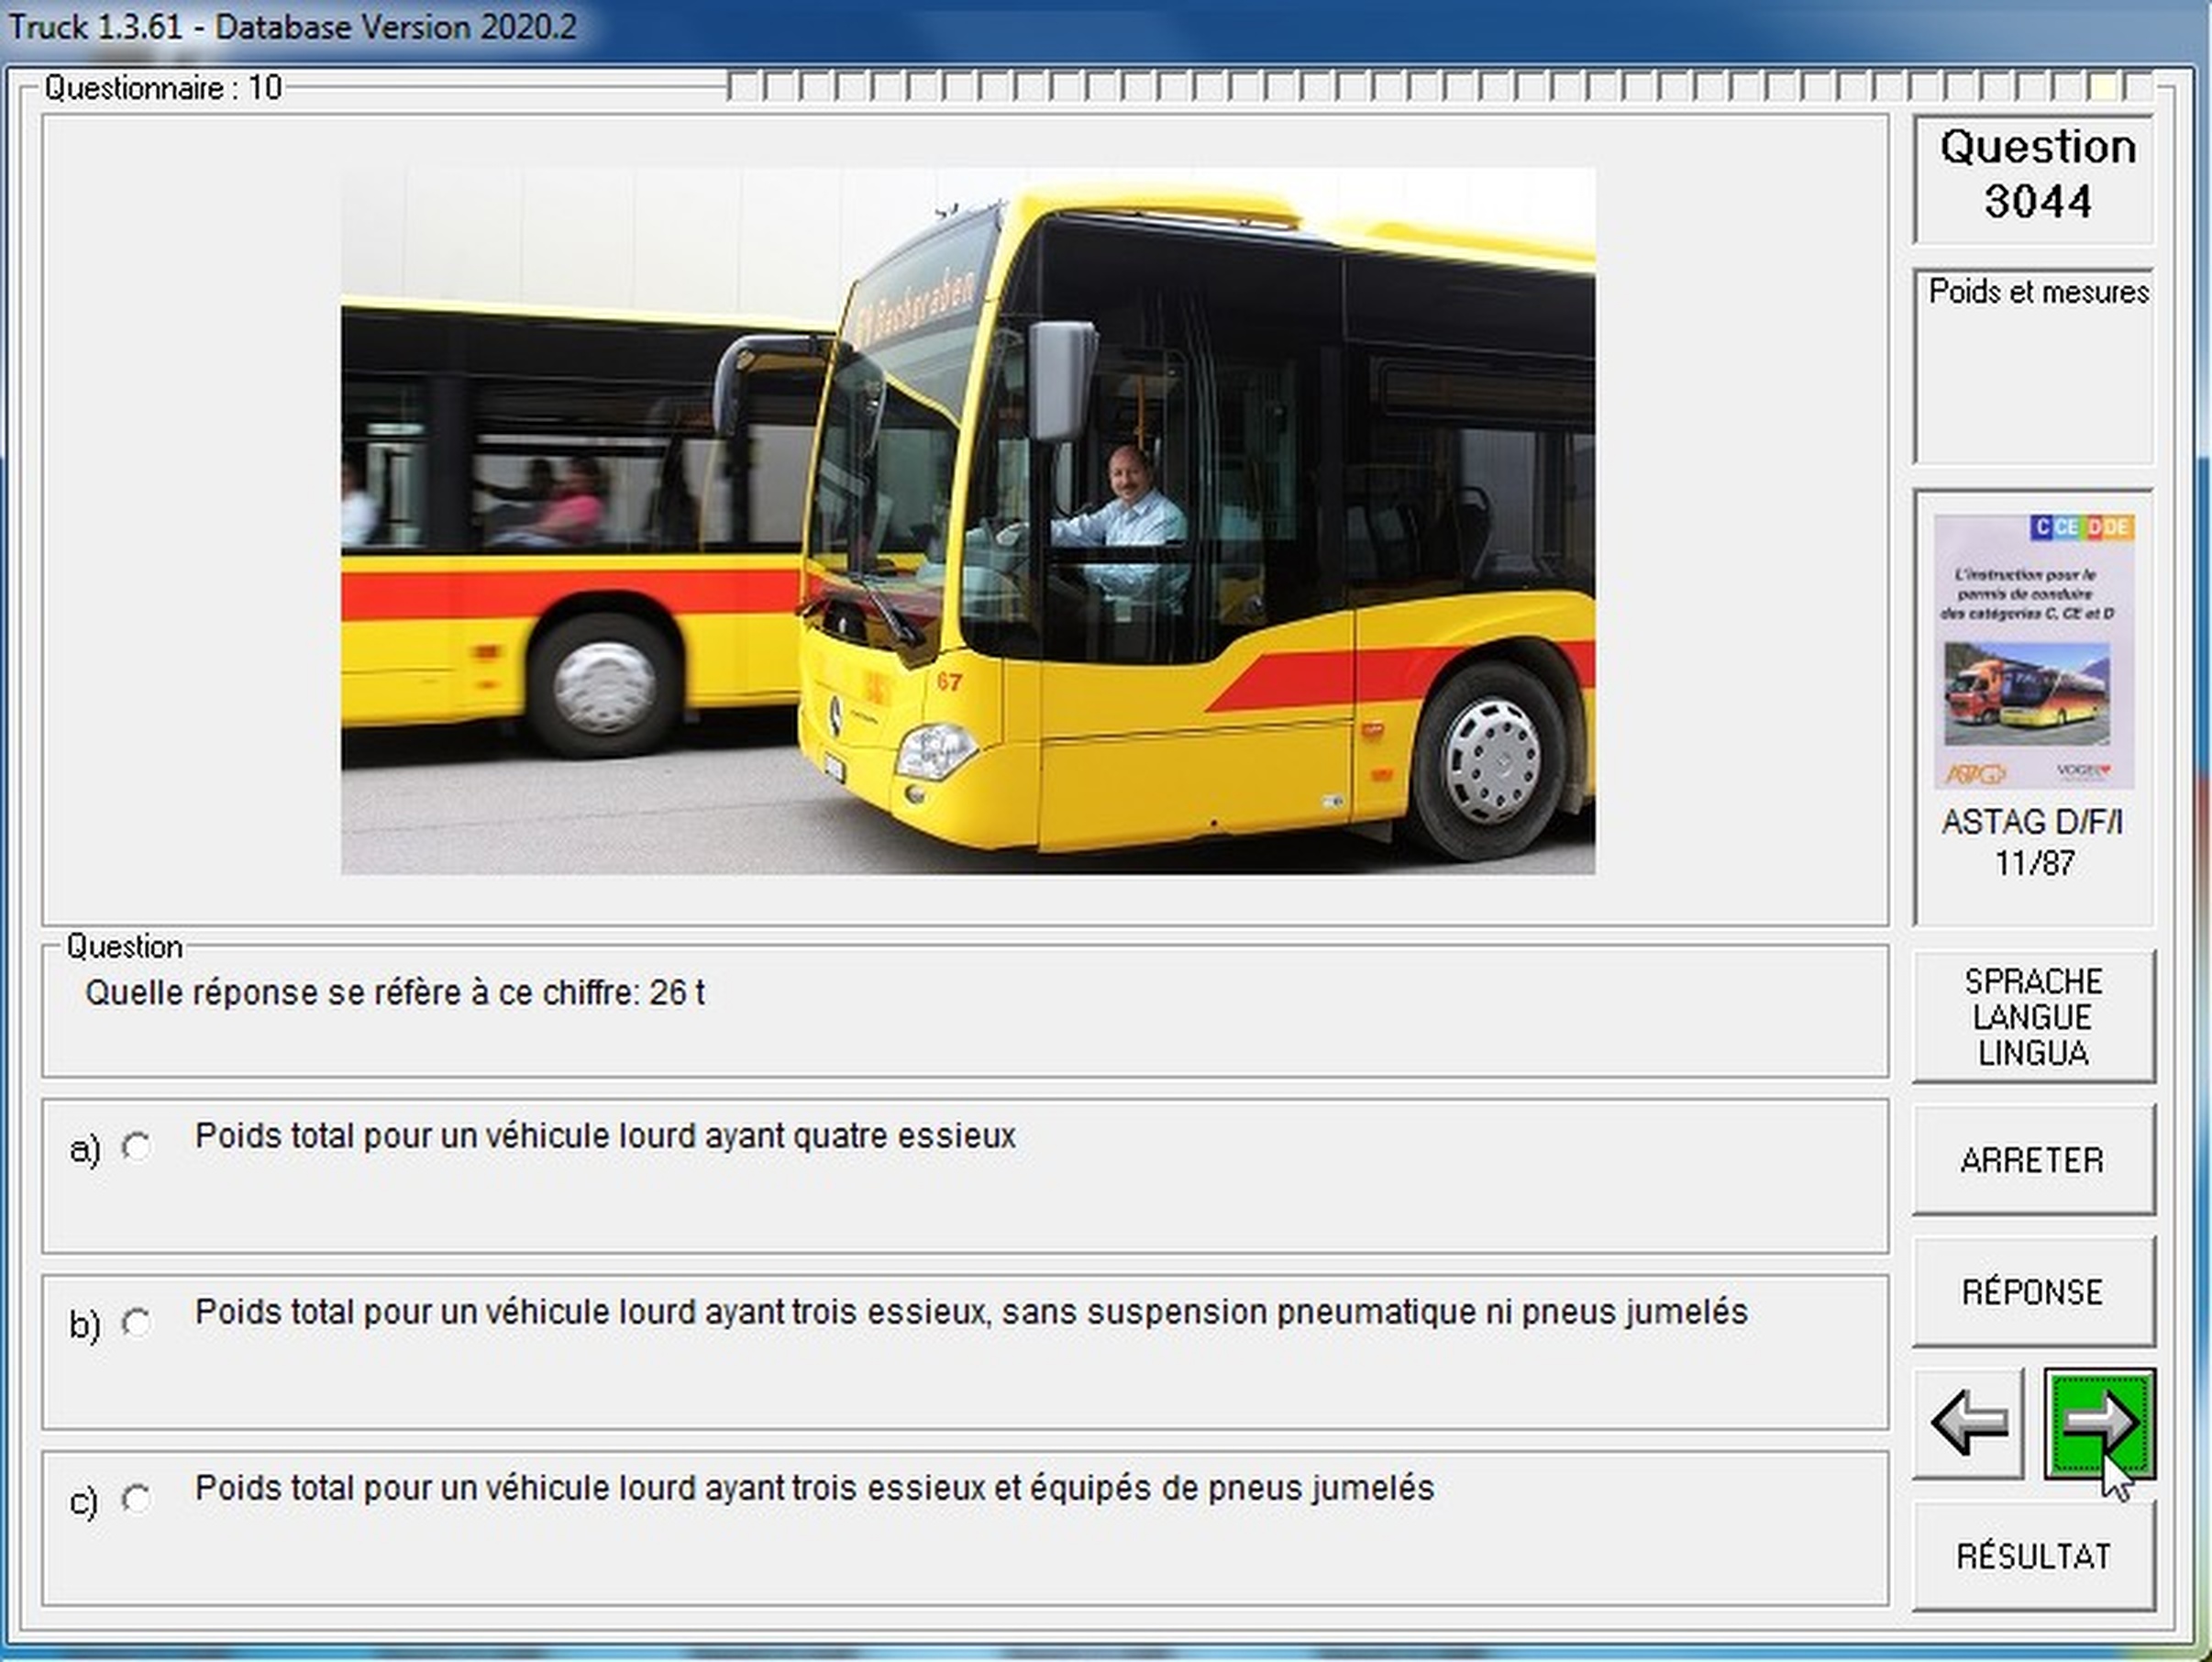 Truck 1.3.61 - Database Version 2020.2
Questionnaire : 10
Question
3044
Poids et mesures
Bachgraben
67
C CE D DE
L'instruction pour le
permis de conduire
des catégories C, CE et D
ASTAG
VOGEL
ASTAG D/F/I
11/87
Question
Quelle réponse se réfère à ce chiffre: 26 t
a) Poids total pour un véhicule lourd ayant quatre essieux
b) Poids total pour un véhicule lourd ayant trois essieux, sans suspension pneumatique ni pneus jumelés
c) Poids total pour un véhicule lourd ayant trois essieux et équipés de pneus jumelés
SPRACHE
LANGUE
LINGUA
ARRETER
RÉPONSE
RÉSULTAT